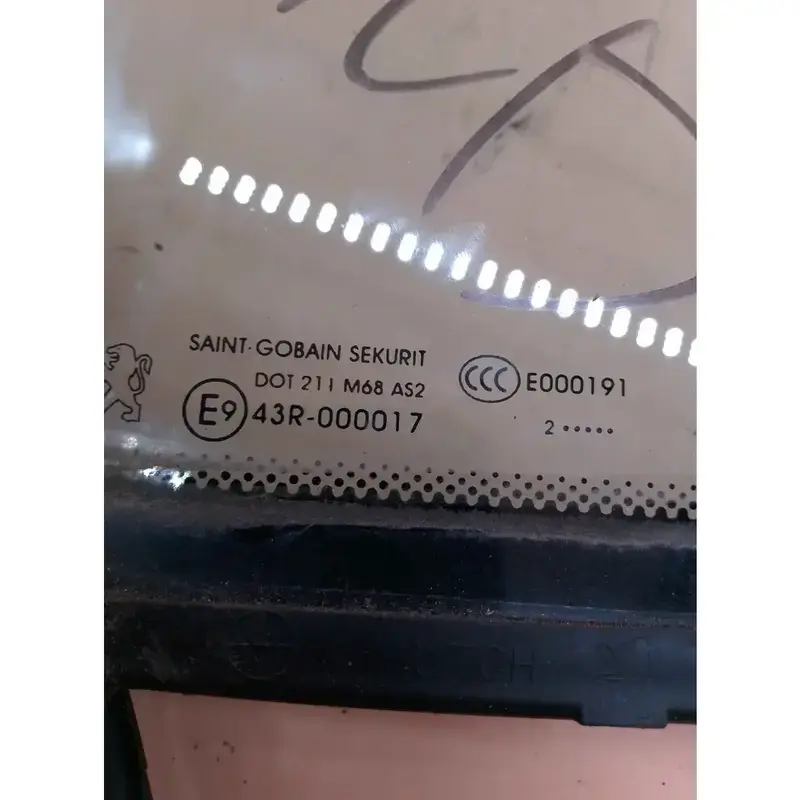 SAINT-GOBAIN SEKURIT
DOT 211 M68 AS2
E9 43R-000017
CCC E000191
2 •••••